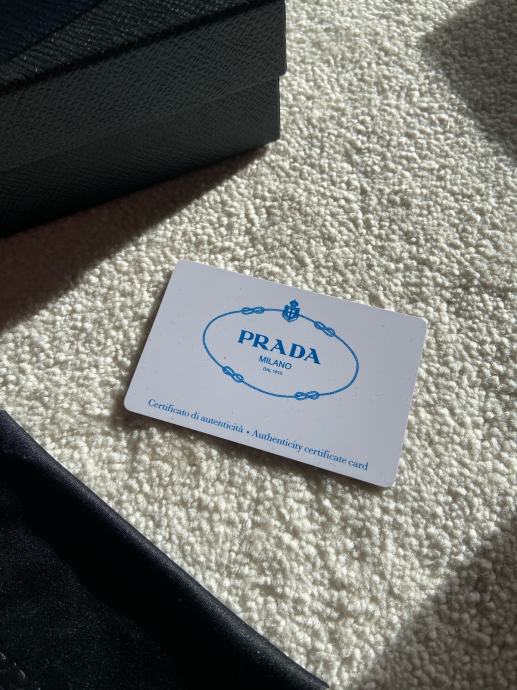 PRADA
MILANO
DAL 1913
Certificato di autenticità • Authenticity certificate card